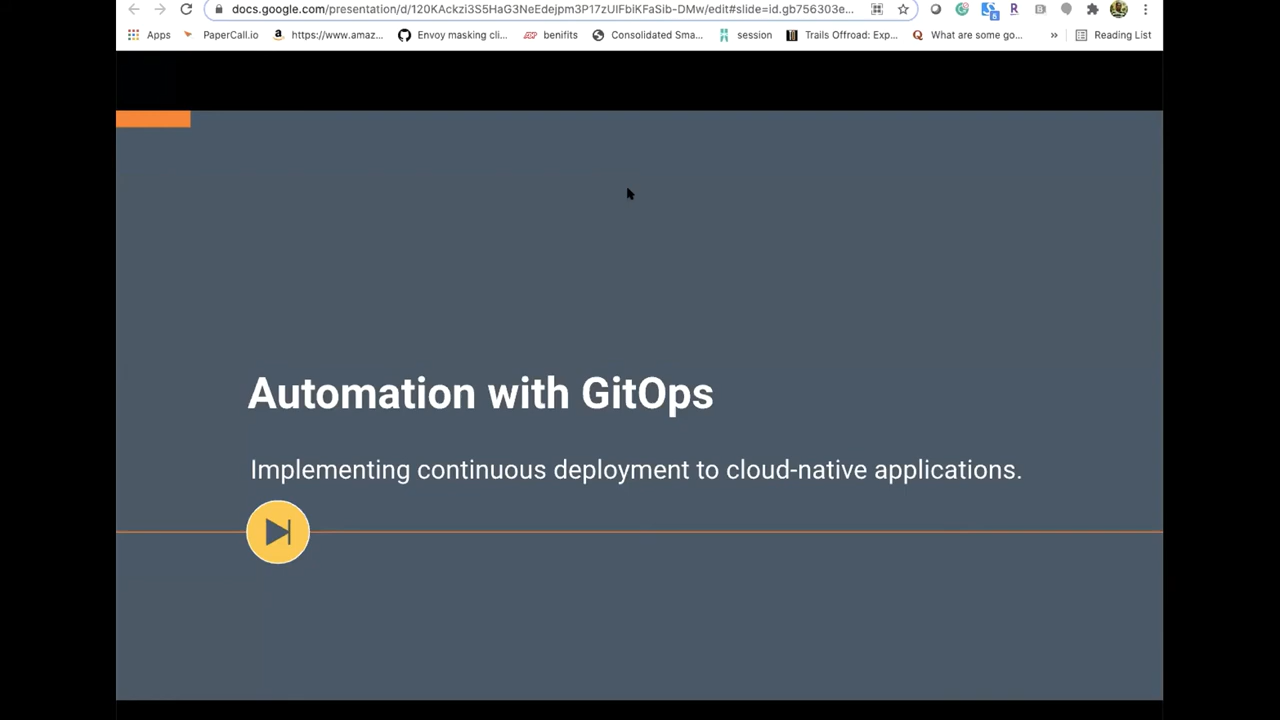 docs.google.com/presentation/d/120KAckzi3S5HaG3NeEdejpm3P17zUIFbiKFaSib-DMw/edit#slide=id.gb756303e...
Apps PaperCall.io https://www.amaz... Envoy masking cli... benifits Consolidated Sma... session Trails Offroad: Exp... What are some go... » Reading List
Automation with GitOps
Implementing continuous deployment to cloud-native applications.